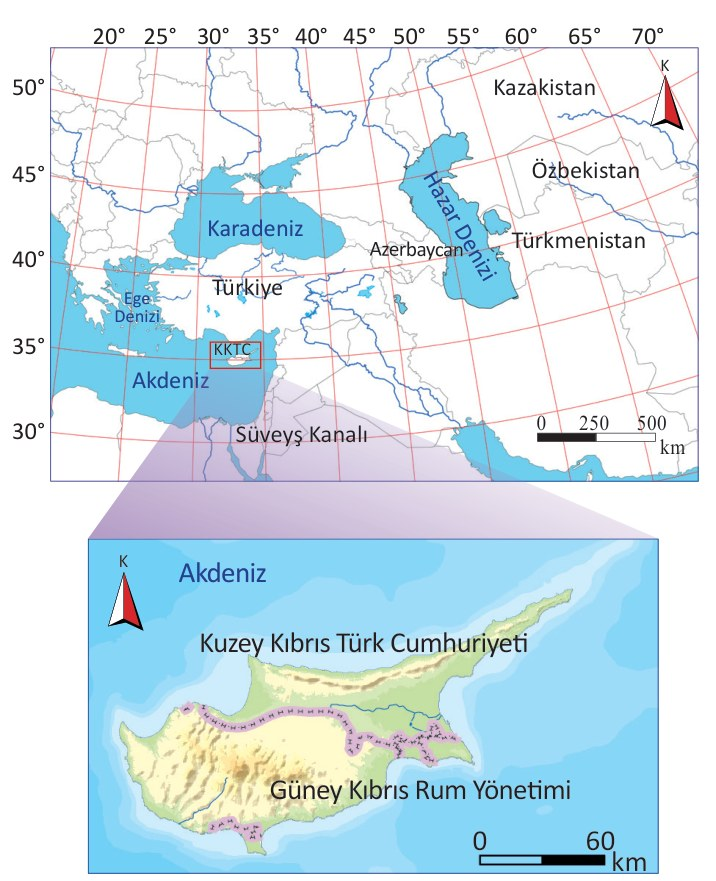 20° 25° 30° 35° 40° 45° 50° 55° 60° 65° 70°
K
50°
Kazakistan
45°
Özbekistan
Hazar Denizi
Karadeniz
Türkmenistan
Azerbaycan
40°
Türkiye
Ege
Denizi
35°
KKTC
Akdeniz
30°
Süveyş Kanalı
0 250 500
km
K
Akdeniz
Kuzey Kıbrıs Türk Cumhuriyeti
Güney Kıbrıs Rum Yönetimi
0 60
km